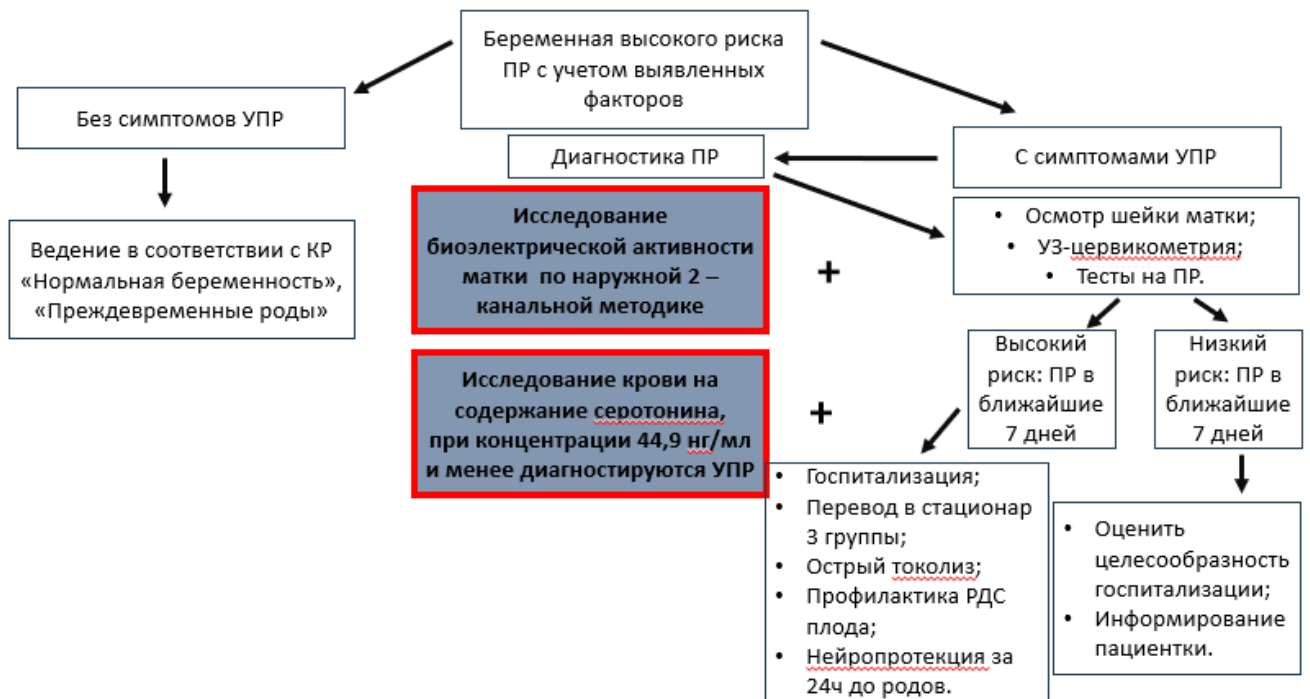 Беременная высокого риска
ПР с учетом выявленных
факторов
Без симптомов УПР
Диагностика ПР
С симптомами УПР
Ведение в соответствии с КР
«Нормальная беременность»,
«Преждевременные роды»
Исследование
биоэлектрической активности
матки по наружной 2 –
канальной методике
+
• Осмотр шейки матки;
• УЗ-цервикометрия;
• Тесты на ПР.
Исследование крови на
содержание серотонина,
при концентрации 44,9 нг/мл
и менее диагностируются УПР
+
Высокий
риск: ПР в
ближайшие
7 дней
Низкий
риск: ПР в
ближайшие
7 дней
• Госпитализация;
• Перевод в стационар
3 группы;
• Острый токолиз;
• Профилактика РДС
плода;
• Нейропротекция за
24ч до родов.
• Оценить
целесообразность
госпитализации;
• Информирование
пациентки.